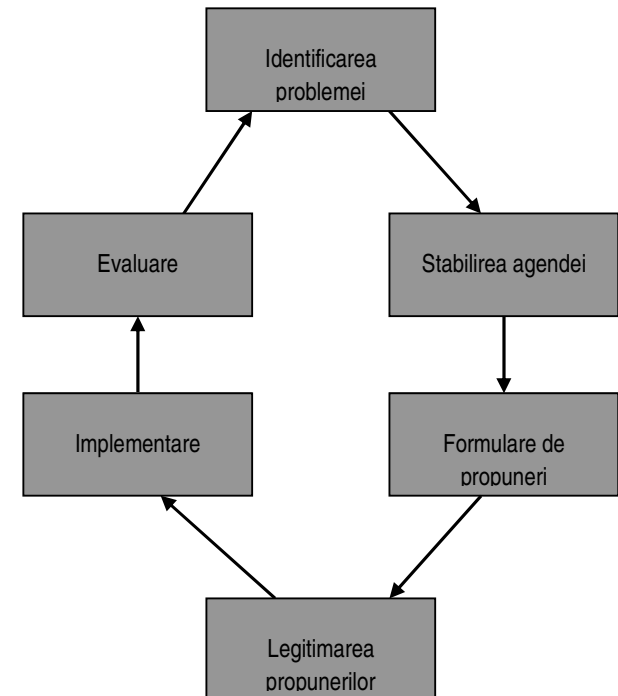 Identificarea
problemei
Evaluare
Stabilirea agendei
Implementare
Formulare de
propuneri
Legitimarea
propunerilor